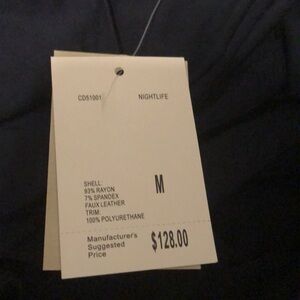 CD51001 NIGHTLIFE
SHELL:
93% RAYON
7% SPANDEX
FAUX LEATHER
TRIM:
100% POLYURETHANE
M
Manufacturer's
Suggested
Price
$128.00